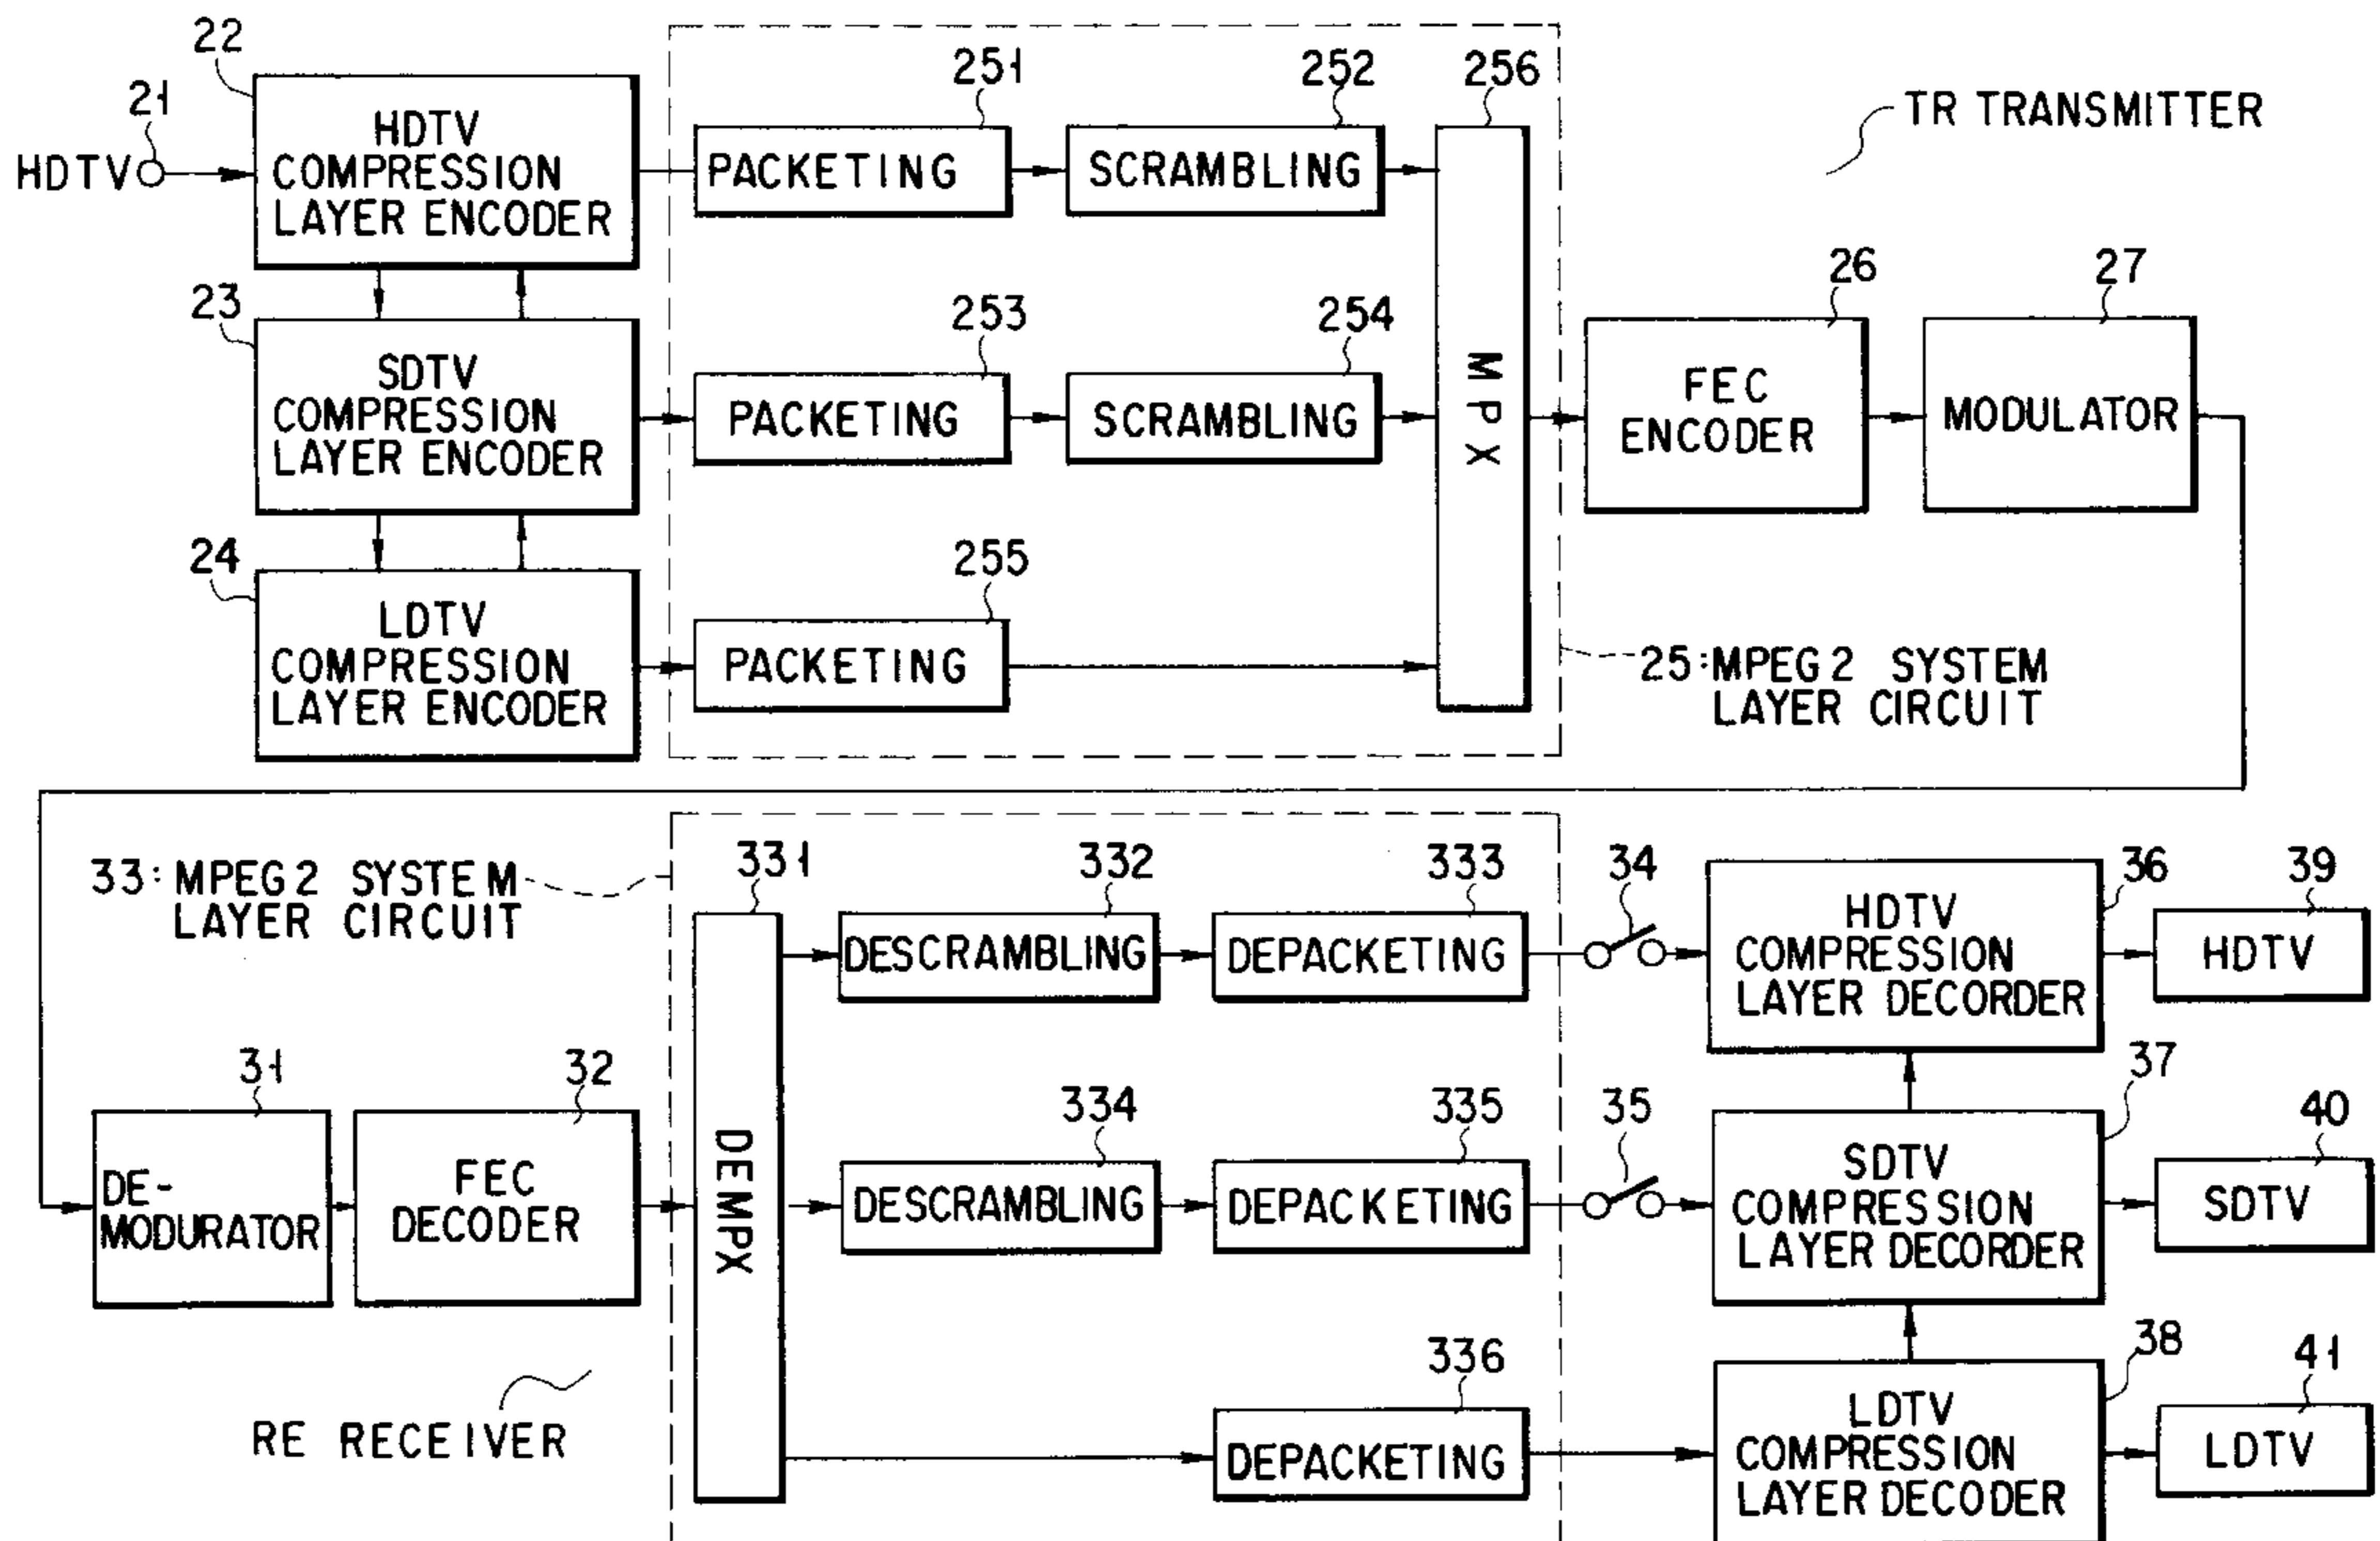 22
21
HDTV
HDTV
COMPRESSION
LAYER ENCODER
251
PACKETING
252
SCRAMBLING
256
MPX
TR TRANSMITTER
23
SDTV
COMPRESSION
LAYER ENCODER
253
PACKETING
254
SCRAMBLING
26
FEC
ENCODER
27
MODULATOR
24
LDTV
COMPRESSION
LAYER ENCODER
255
PACKETING
25:MPEG2 SYSTEM
LAYER CIRCUIT
33:MPEG2 SYSTEM
LAYER CIRCUIT
331
DEMPX
332
DESCRAMBLING
333
DEPACKETING
34
36
HDTV
COMPRESSION
LAYER DECORDER
39
HDTV
31
DE-
MODURATOR
32
FEC
DECODER
334
DESCRAMBLING
335
DEPACKETING
35
37
SDTV
COMPRESSION
LAYER DECORDER
40
SDTV
RE RECEIVER
336
DEPACKETING
38
LDTV
COMPRESSION
LAYER DECODER
41
LDTV